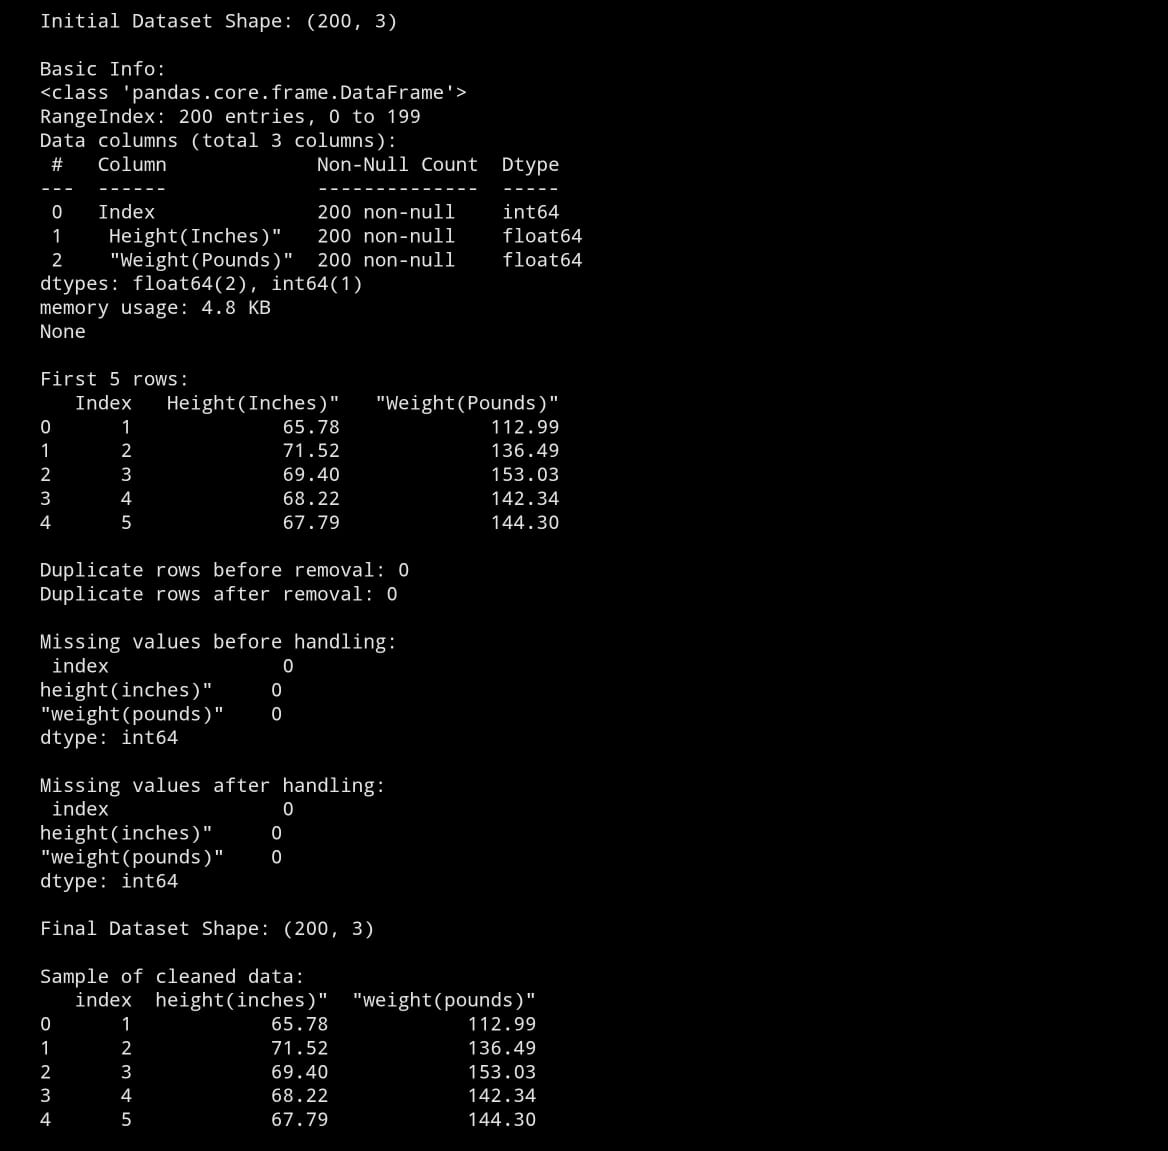 Initial Dataset Shape: (200, 3)
Basic Info:
<class 'pandas.core.frame.DataFrame'>
RangeIndex: 200 entries, 0 to 199
Data columns (total 3 columns):
 #   Column             Non-Null Count  Dtype
---  ------             --------------  -----
 0   Index              200 non-null    int64
 1    Height(Inches)"   200 non-null    float64
 2    "Weight(Pounds)"  200 non-null    float64
dtypes: float64(2), int64(1)
memory usage: 4.8 KB
None
First 5 rows:
   Index   Height(Inches)"   "Weight(Pounds)"
0      1             65.78             112.99
1      2             71.52             136.49
2      3             69.40             153.03
3      4             68.22             142.34
4      5             67.79             144.30
Duplicate rows before removal: 0
Duplicate rows after removal: 0
Missing values before handling:
 index               0
height(inches)"     0
"weight(pounds)"    0
dtype: int64
Missing values after handling:
 index               0
height(inches)"     0
"weight(pounds)"    0
dtype: int64
Final Dataset Shape: (200, 3)
Sample of cleaned data:
   index  height(inches)"  "weight(pounds)"
0      1            65.78            112.99
1      2            71.52            136.49
2      3            69.40            153.03
3      4            68.22            142.34
4      5            67.79            144.30